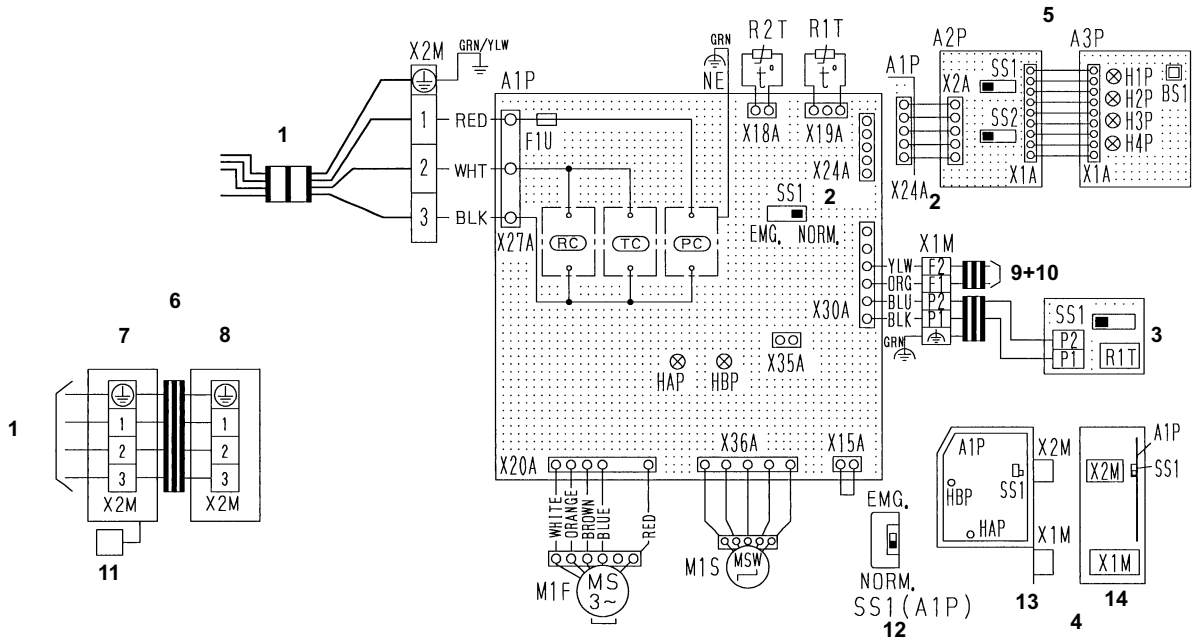 5
R2T R1T
X2M GRN/YLW GRN A2P A3P
A1P NE t° t° A1P SS1 H1P BS1
X2A H2P
1 1 RED F1U X18A X19A SS2 H3P
H4P
2 WHT X24A X1A X1A
SS1 2 X24A 2
3 BLK X27A RC TC PC EMG. NORM. X1M
YLW F2 9+10
ORG F1
6 BLU P2
X30A BLK P1 SS1 3
7 8 GRN P2
X35A P1 R1T
HAP HBP
1 1 1
2 2 X36A X15A A1P X2M A1P
3 3 X20A X2M SS1
X2M X2M EMG. HBP SS1
WHITE ORANGE BROWN BLUE RED HAP X1M
11 M1S MSW X1M
M1F MS 3~ NORM. 13 14
SS1(A1P) 4
12